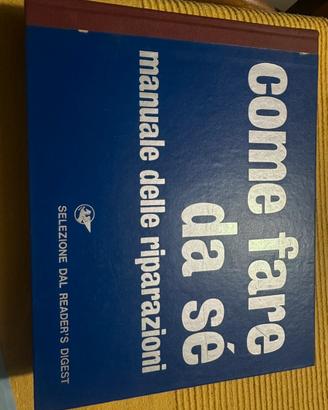 come fare
da sé
manuale delle riparazioni
SELEZIONE DAL READER'S DIGEST